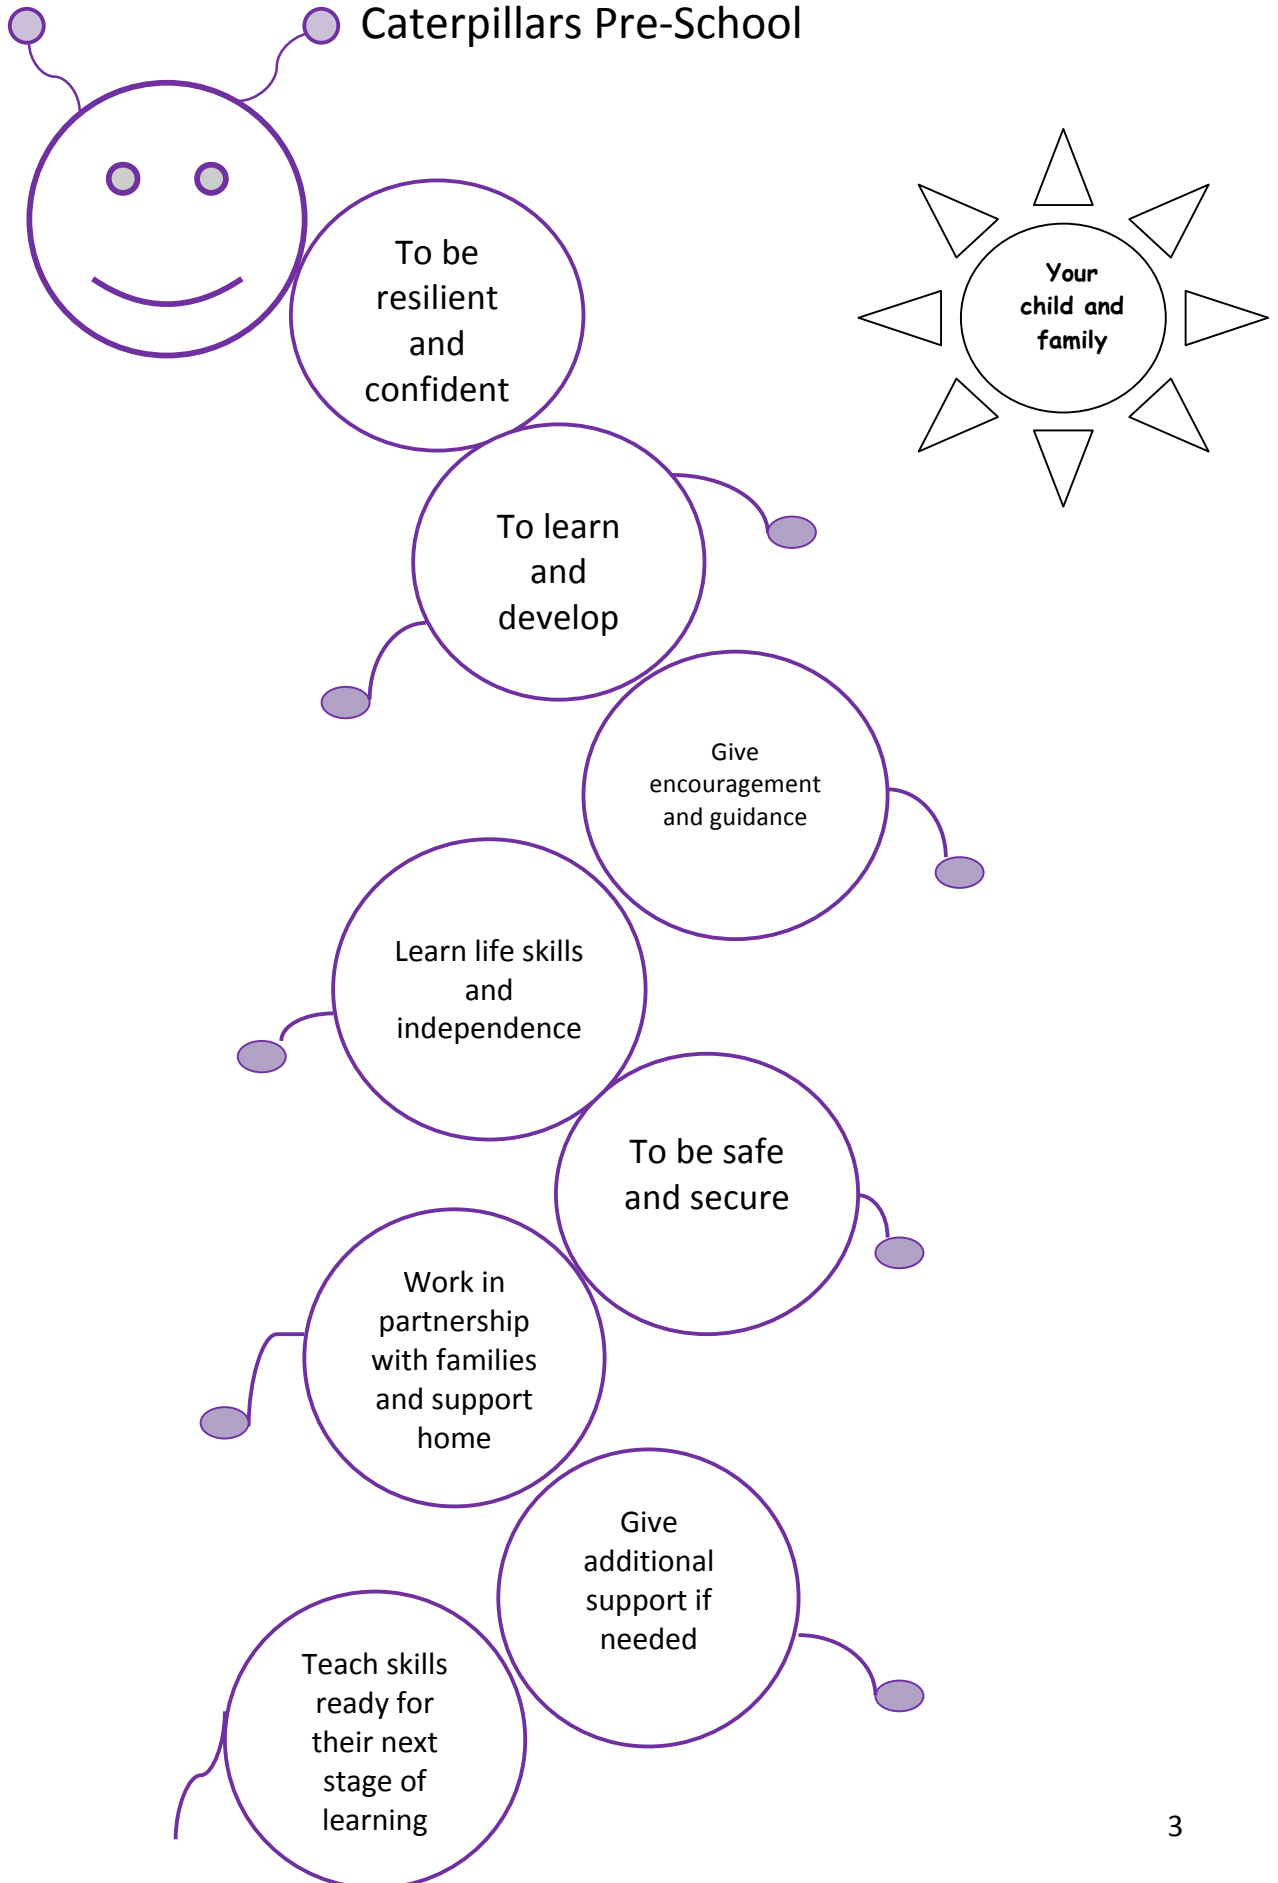 Caterpillars Pre-School
To be
resilient
and
confident
Your
child and
family
To learn
and
develop
Give
encouragement
and guidance
Learn life skills
and
independence
To be safe
and secure
Work in
partnership
with families
and support
home
Give
additional
support if
needed
Teach skills
ready for
their next
stage of
learning
3